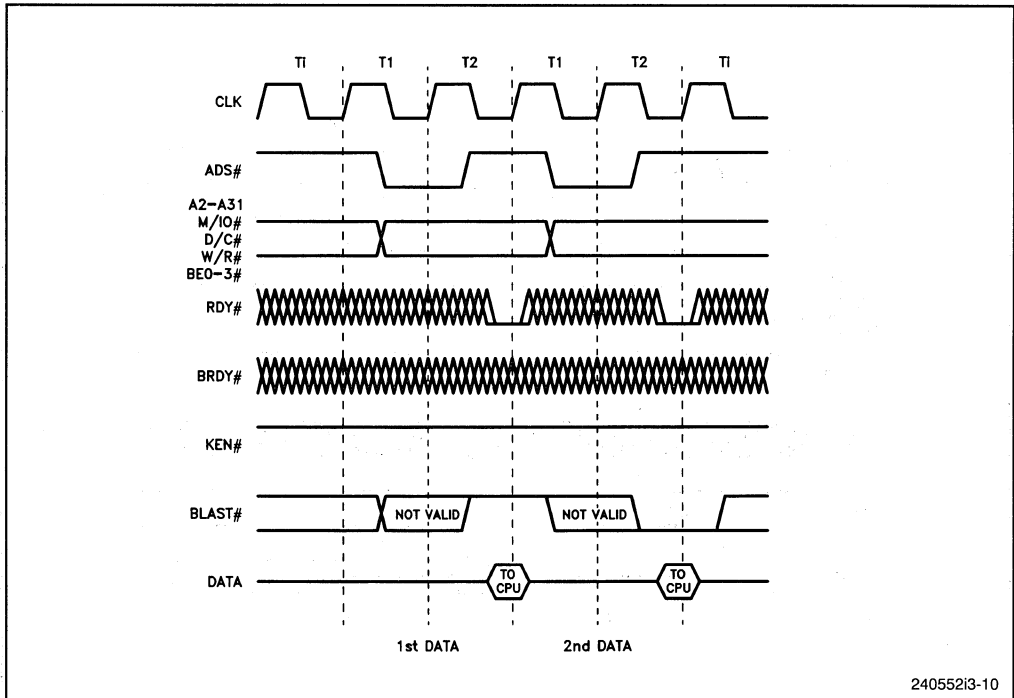 Ti T1 T2 T1 T2 Ti
CLK
ADS#
A2-A31
M/IO#
D/C#
W/R#
BE0-3#
RDY#
BRDY#
KEN#
BLAST# NOT VALID NOT VALID
DATA TO CPU TO CPU
1st DATA 2nd DATA
240552i3-10